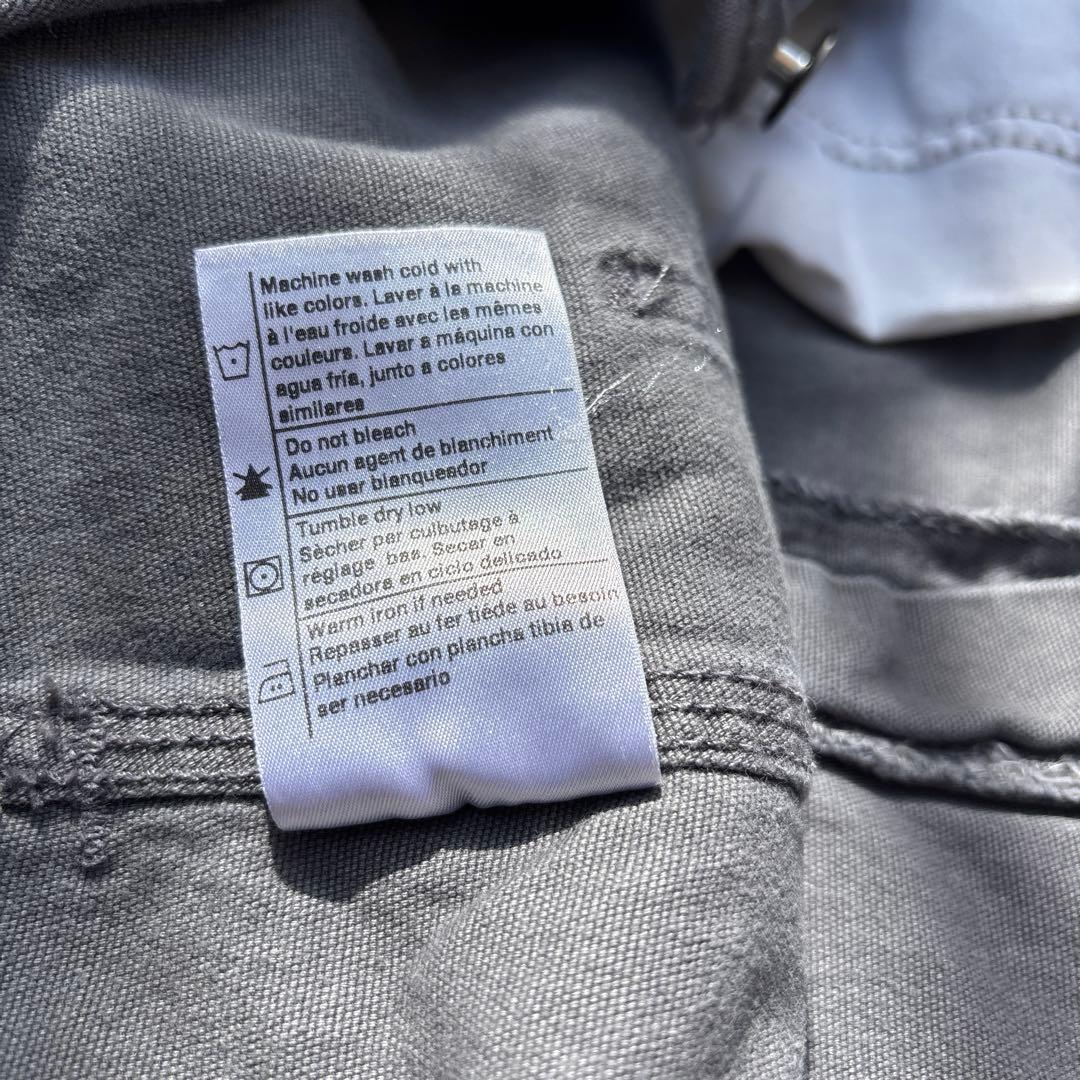 Machine wash cold with
like colors. Laver à la machine
à l'eau froide avec les mêmes
couleurs. Lavar a máquina con
agua fría, junto a colores
similares
Do not bleach
Aucun agent de blanchiment
No usar blanqueador
Tumble dry low
Sècher par culbutage à
réglage bas. Secar en
secadora en ciclo delicado
Warm iron if needed
Repasser au fer tiède au besoin
Planchar con plancha tibia de
ser necesario